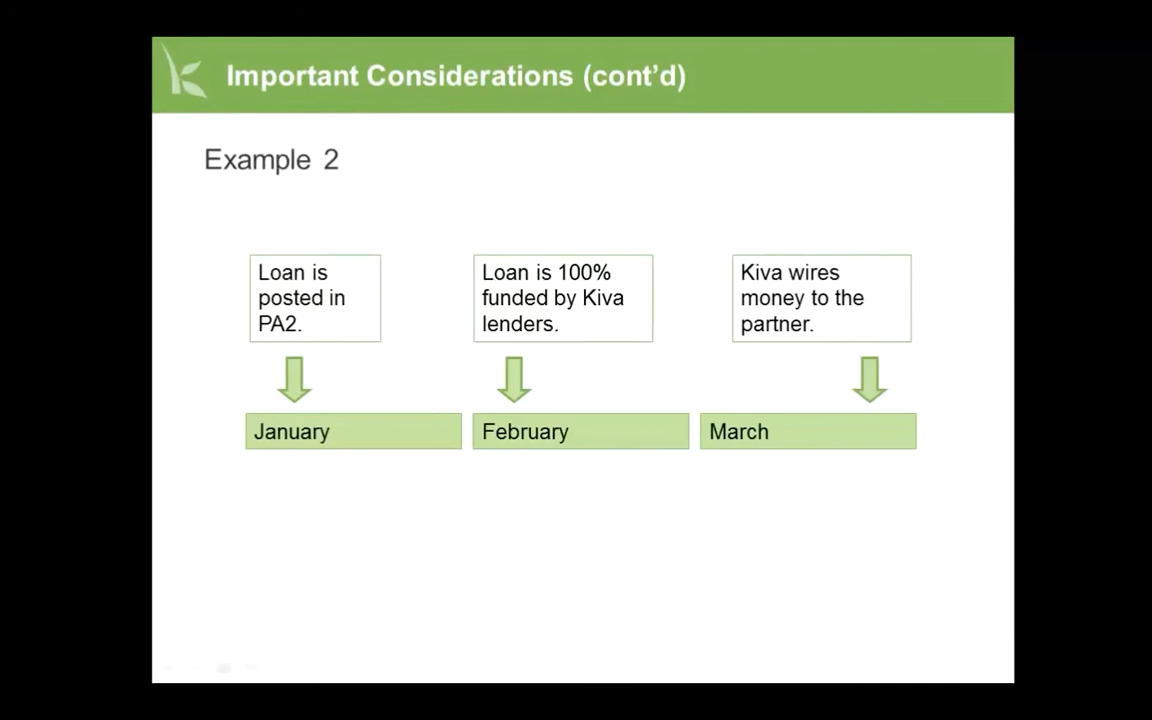 Important Considerations (cont’d)
Example 2
Loan is
posted in
PA2.
Loan is 100%
funded by Kiva
lenders.
Kiva wires
money to the
partner.
January
February
March